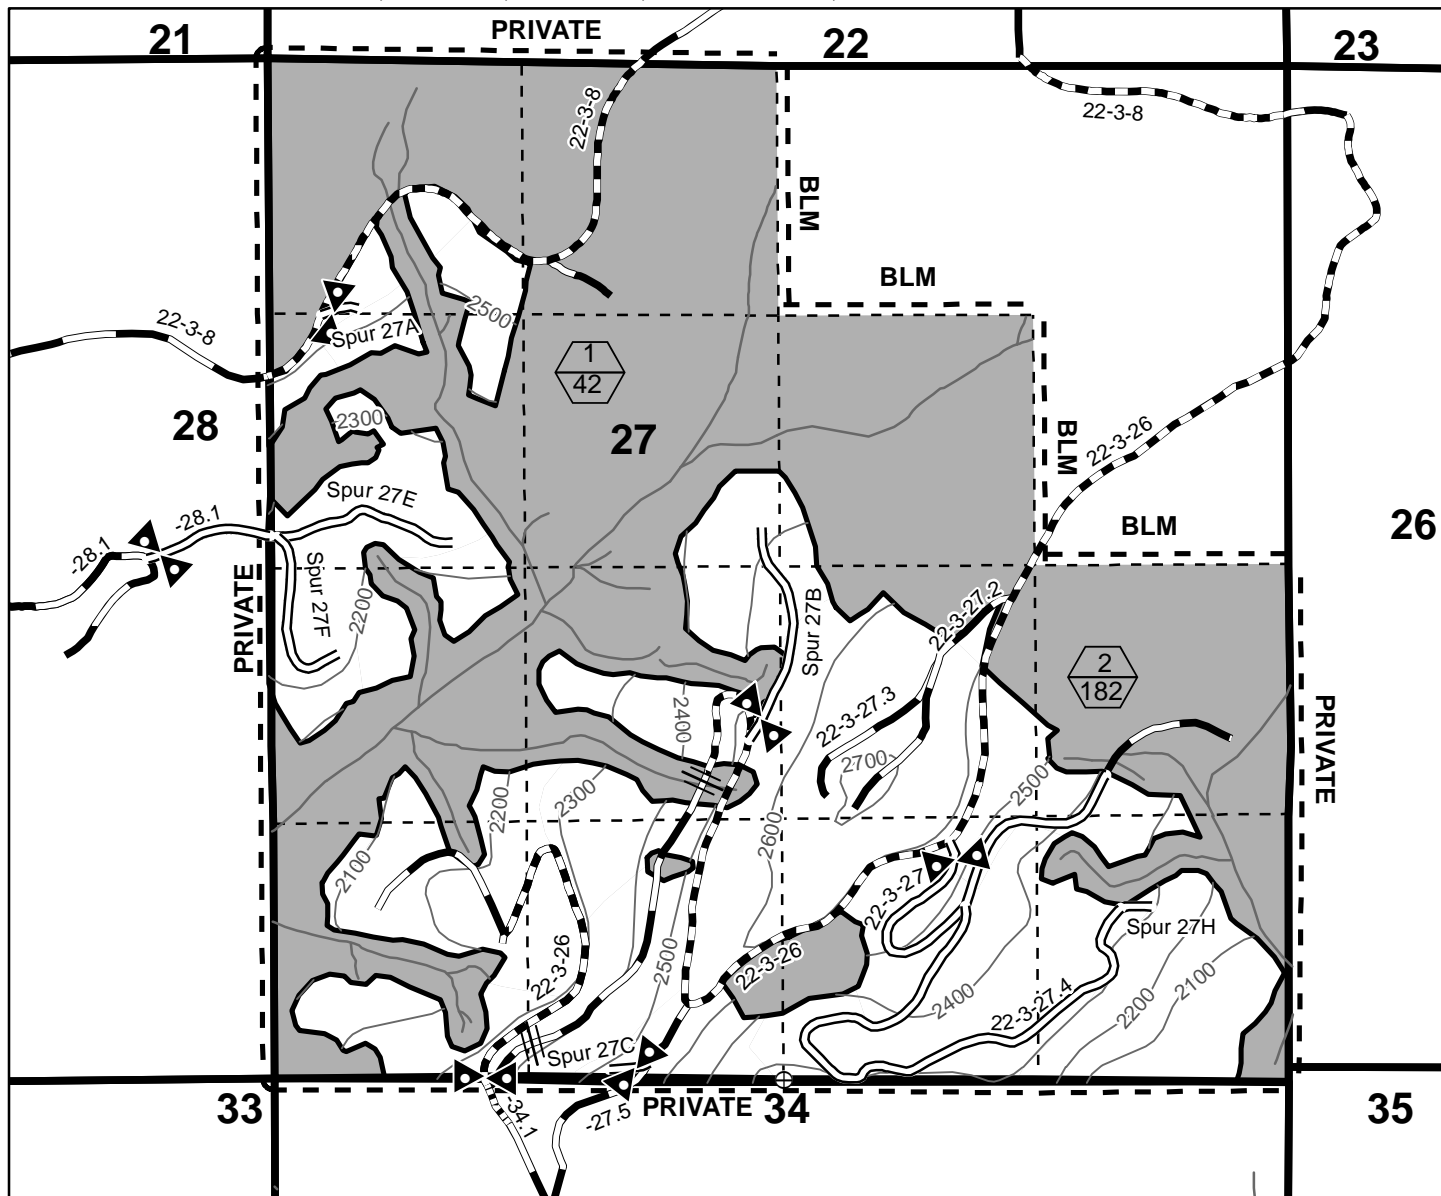 21
PRIVATE
22
23
22-3-8
22-3-8
BLM
BLM
22-3-8
2500
Spur 27A
1
42
28
2300
27
BLM
22-3-26
Spur 27E
-28.1
-28.1
BLM
26
Spur 27F
2200
PRIVATE
Spur 27B
22-3-27.2
2
182
2400
22-3-27.3
2700
PRIVATE
2500
2200
2300
2600
2100
22-3-27
22-3-26
2500
22-3-26
Spur 27H
2400
22-3-27.4
2200
2100
Spur 27C
33
-34.1
-27.5
PRIVATE
34
35